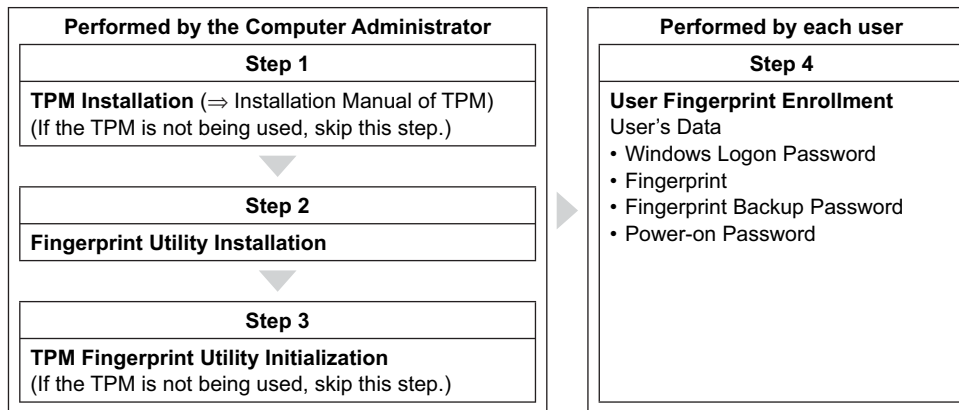 Performed by the Computer Administrator
Step 1
TPM Installation (⇒ Installation Manual of TPM)
(If the TPM is not being used, skip this step.)
Step 2
Fingerprint Utility Installation
Step 3
TPM Fingerprint Utility Initialization
(If the TPM is not being used, skip this step.)
Performed by each user
Step 4
User Fingerprint Enrollment
User’s Data
• Windows Logon Password
• Fingerprint
• Fingerprint Backup Password
• Power-on Password